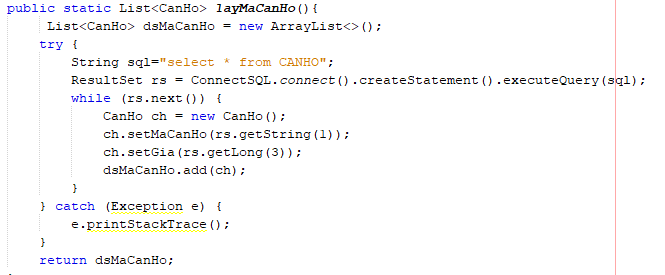 public static List<CanHo> layMaCanHo(){
List<CanHo> dsMaCanHo = new ArrayList<>();
try {
String sql="select * from CANHO";
ResultSet rs = ConnectSQL.connect().createStatement().executeQuery(sql);
while (rs.next()) {
CanHo ch = new CanHo();
ch.setMaCanHo(rs.getString(1));
ch.setGia(rs.getLong(3));
dsMaCanHo.add(ch);
}
} catch (Exception e) {
e.printStackTrace();
}
return dsMaCanHo;